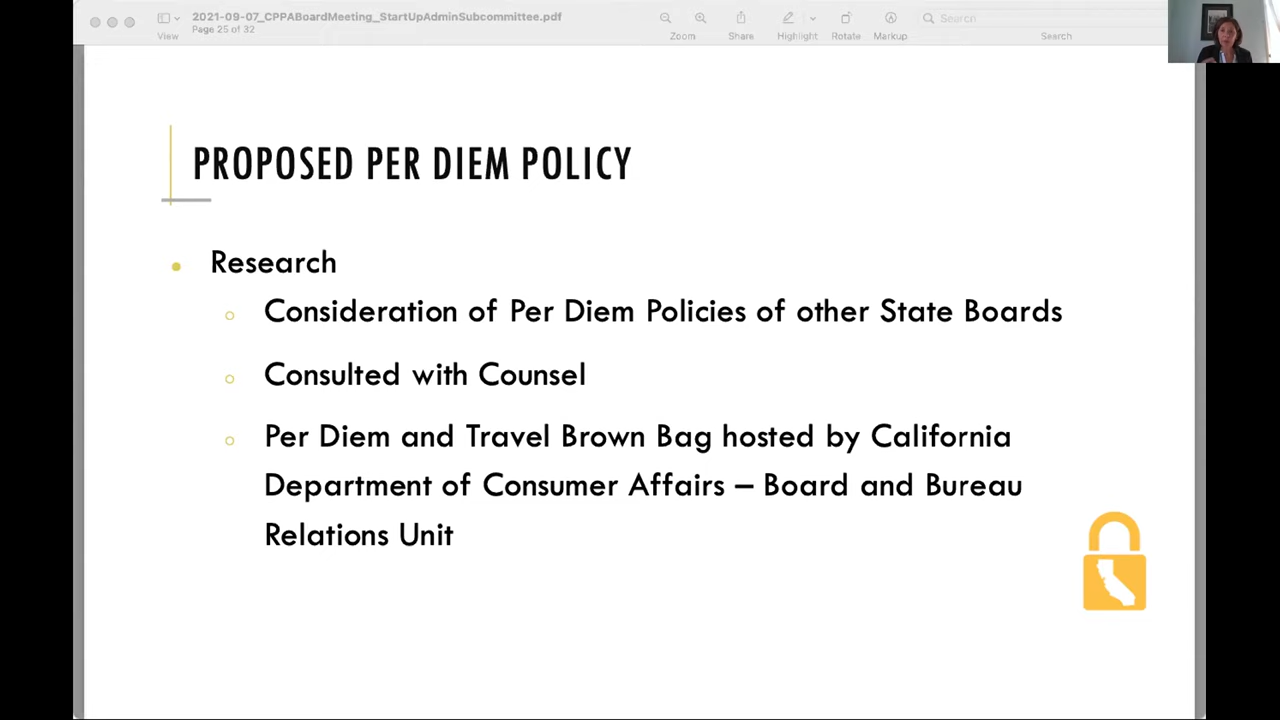 2021-09-07_CPPABoardMeeting_StartUpAdminSubcommittee.pdf
Page 25 of 32
View
Zoom
Share
Highlight
Rotate
Markup
Search
Search
PROPOSED PER DIEM POLICY
Research
Consideration of Per Diem Policies of other State Boards
Consulted with Counsel
Per Diem and Travel Brown Bag hosted by California
Department of Consumer Affairs – Board and Bureau
Relations Unit